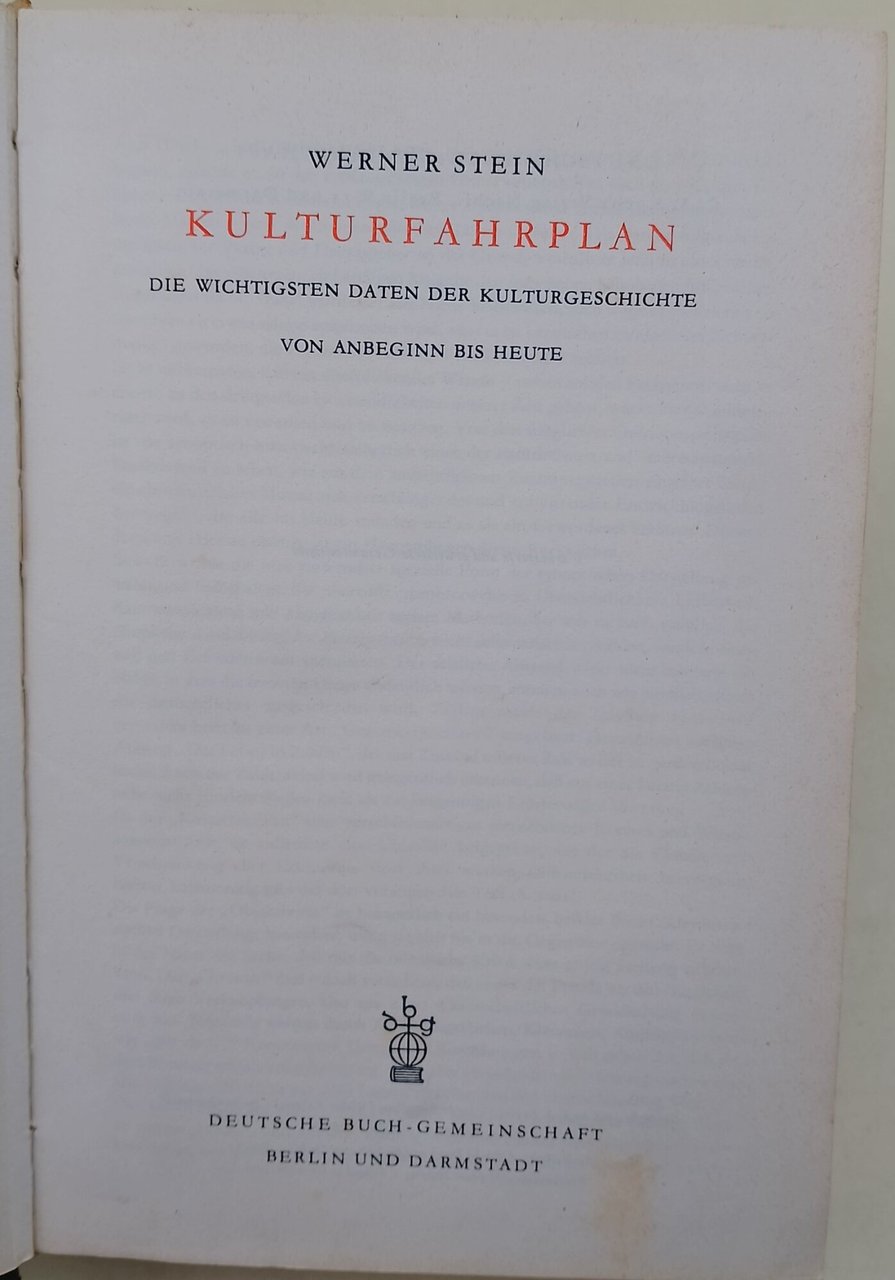 WERNER STEIN
KULTURFAHRPLAN
DIE WICHTIGSTEN DATEN DER KULTURGESCHICHTE
VON ANBEGINN BIS HEUTE
dbg
DEUTSCHE BUCH-GEMEINSCHAFT
BERLIN UND DARMSTADT